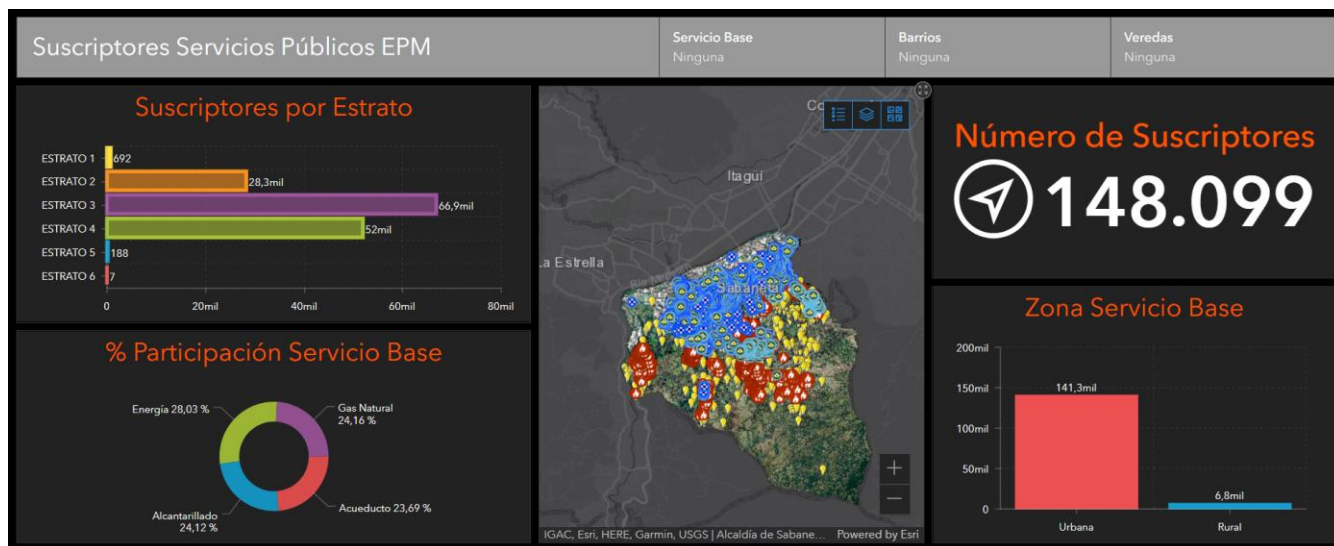 Suscriptores Servicios Públicos EPM
Servicio Base
Ninguna
Barrios
Ninguna
Veredas
Ninguna
Suscriptores por Estrato
ESTRATO 1
692
ESTRATO 2
28,3mil
ESTRATO 3
66,9mil
ESTRATO 4
52mil
ESTRATO 5
188
ESTRATO 6
7
0
20mil
40mil
60mil
80mil
% Participación Servicio Base
Energía 28,03 %
Gas Natural
24,16 %
Alcantarillado
24,12 %
Acueducto 23,69 %
Itagüí
a Estrella
Sabaneta
IGAC, Esri, HERE, Garmin, USGS | Alcaldía de Sabane...
Powered by Esri
Número de Suscriptores
148.099
Zona Servicio Base
200mil
150mil
100mil
50mil
0
141,3mil
6,8mil
Urbana
Rural